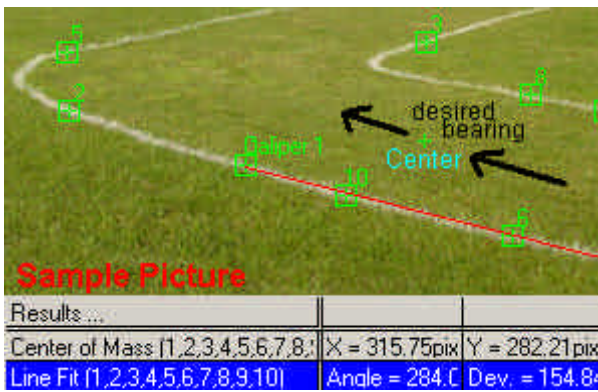 5
3
2
8
desired
bearing
Caliper 1
Center
10
6
Sample Picture
Results ...
Center of Mass (1,2,3,4,5,6,7,8, X = 315.75pix Y = 282.21pix
Line Fit (1,2,3,4,5,6,7,8,9,10) Angle = 284.0 Dev. = 154.84